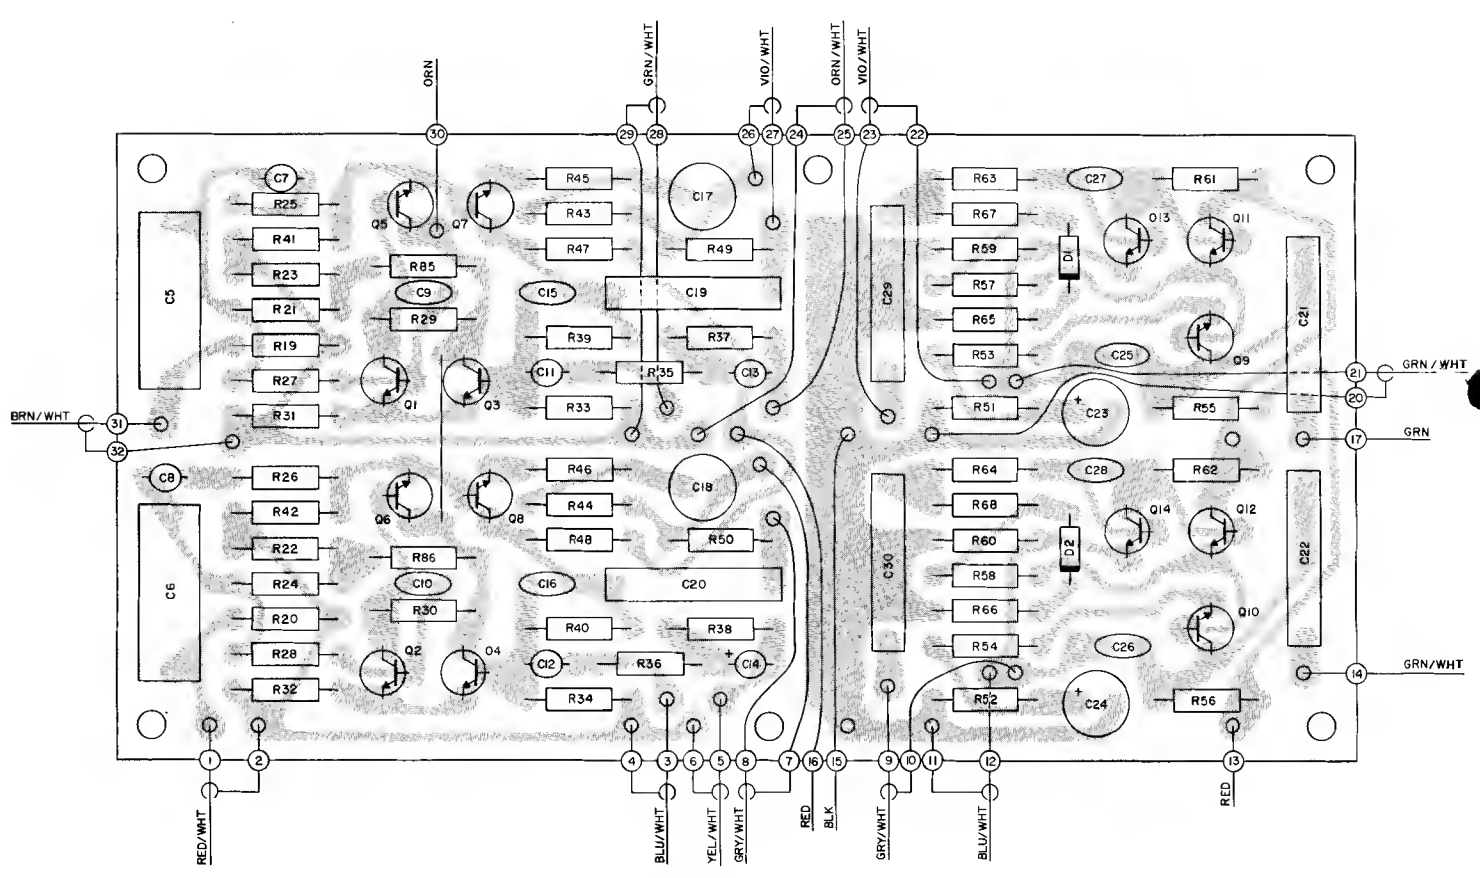 ORN
GRN/WHT
VIO/WHT
ORN/WHT
VIO/WHT
30
29
28
26
27
24
25
23
22
C7
R25
R41
R23
R21
R19
R27
R31
C5
Q5
Q7
R85
C9
R29
Q1
Q3
R45
R43
R47
C17
R49
C15
C19
R39
R37
C11
R35
C13
R33
C29
R63
R67
R59
R57
R65
R53
R51
C27
R61
Q13
Q11
D1
Q9
C25
+
C23
R55
C21
21
GRN/WHT
20
17
GRN
BRN/WHT
31
32
C8
C6
R26
R42
R22
R24
R20
R28
R32
Q6
Q8
R86
C10
R30
Q2
Q4
R46
R44
R48
C18
R50
C16
C20
R40
R38
C12
R36
+
C14
R34
C30
R64
R68
R60
R58
R66
R54
R52
C28
R62
Q14
Q12
D2
Q10
C26
+
C24
R56
C22
14
GRN/WHT
1
2
4
3
6
5
8
7
16
15
9
10
11
12
13
RED/WHT
BLU/WHT
YEL/WHT
GRY/WHT
RED
BLK
GRY/WHT
BLU/WHT
RED